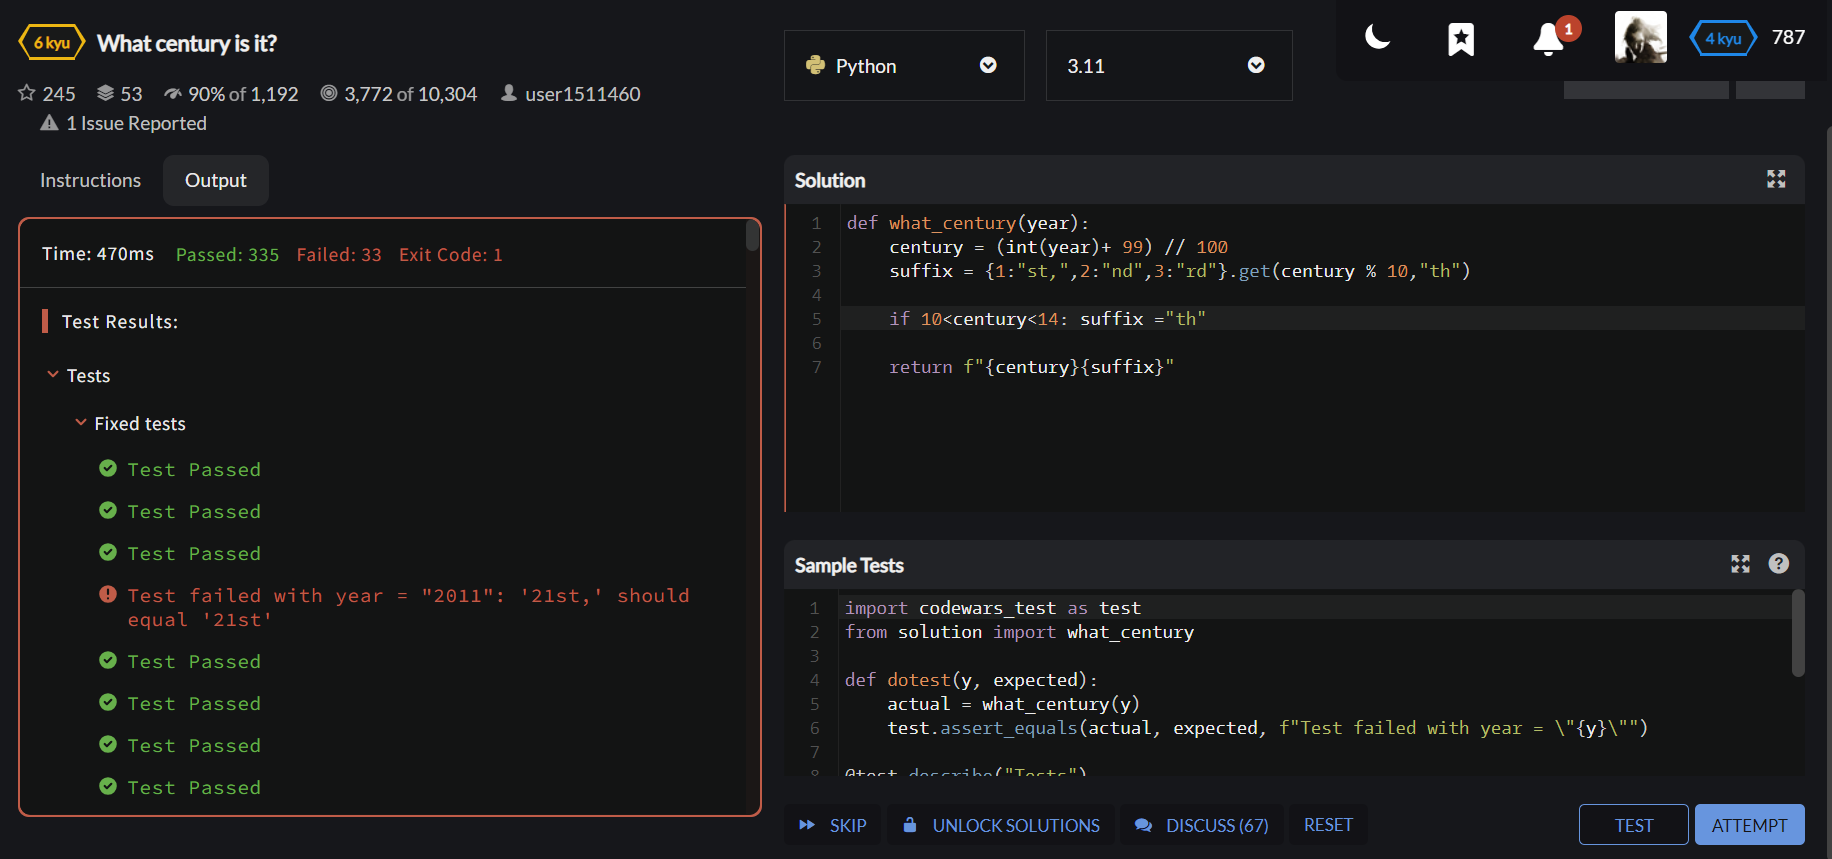 6 kyu What century is it?
245 53 90% of 1,192 3,772 of 10,304 user1511460
1 Issue Reported
Python
3.11
1
4 kyu 787
Instructions
Output
Time: 470ms Passed: 335 Failed: 33 Exit Code: 1
Test Results:
Tests
Fixed tests
Test Passed
Test Passed
Test Passed
Test failed with year = "2011": '21st,' should
equal '21st'
Test Passed
Test Passed
Test Passed
Test Passed
Solution
1 def what_century(year):
2     century = (int(year)+ 99) // 100
3     suffix = {1:"st,",2:"nd",3:"rd"}.get(century % 10,"th")
4
5     if 10<century<14: suffix ="th"
6
7     return f"{century}{suffix}"
Sample Tests
1 import codewars_test as test
2 from solution import what_century
3
4 def dotest(y, expected):
5     actual = what_century(y)
6     test.assert_equals(actual, expected, f"Test failed with year = \"{y}\"")
7
8 @test.describe("Tests")
SKIP
UNLOCK SOLUTIONS
DISCUSS (67)
RESET
TEST
ATTEMPT